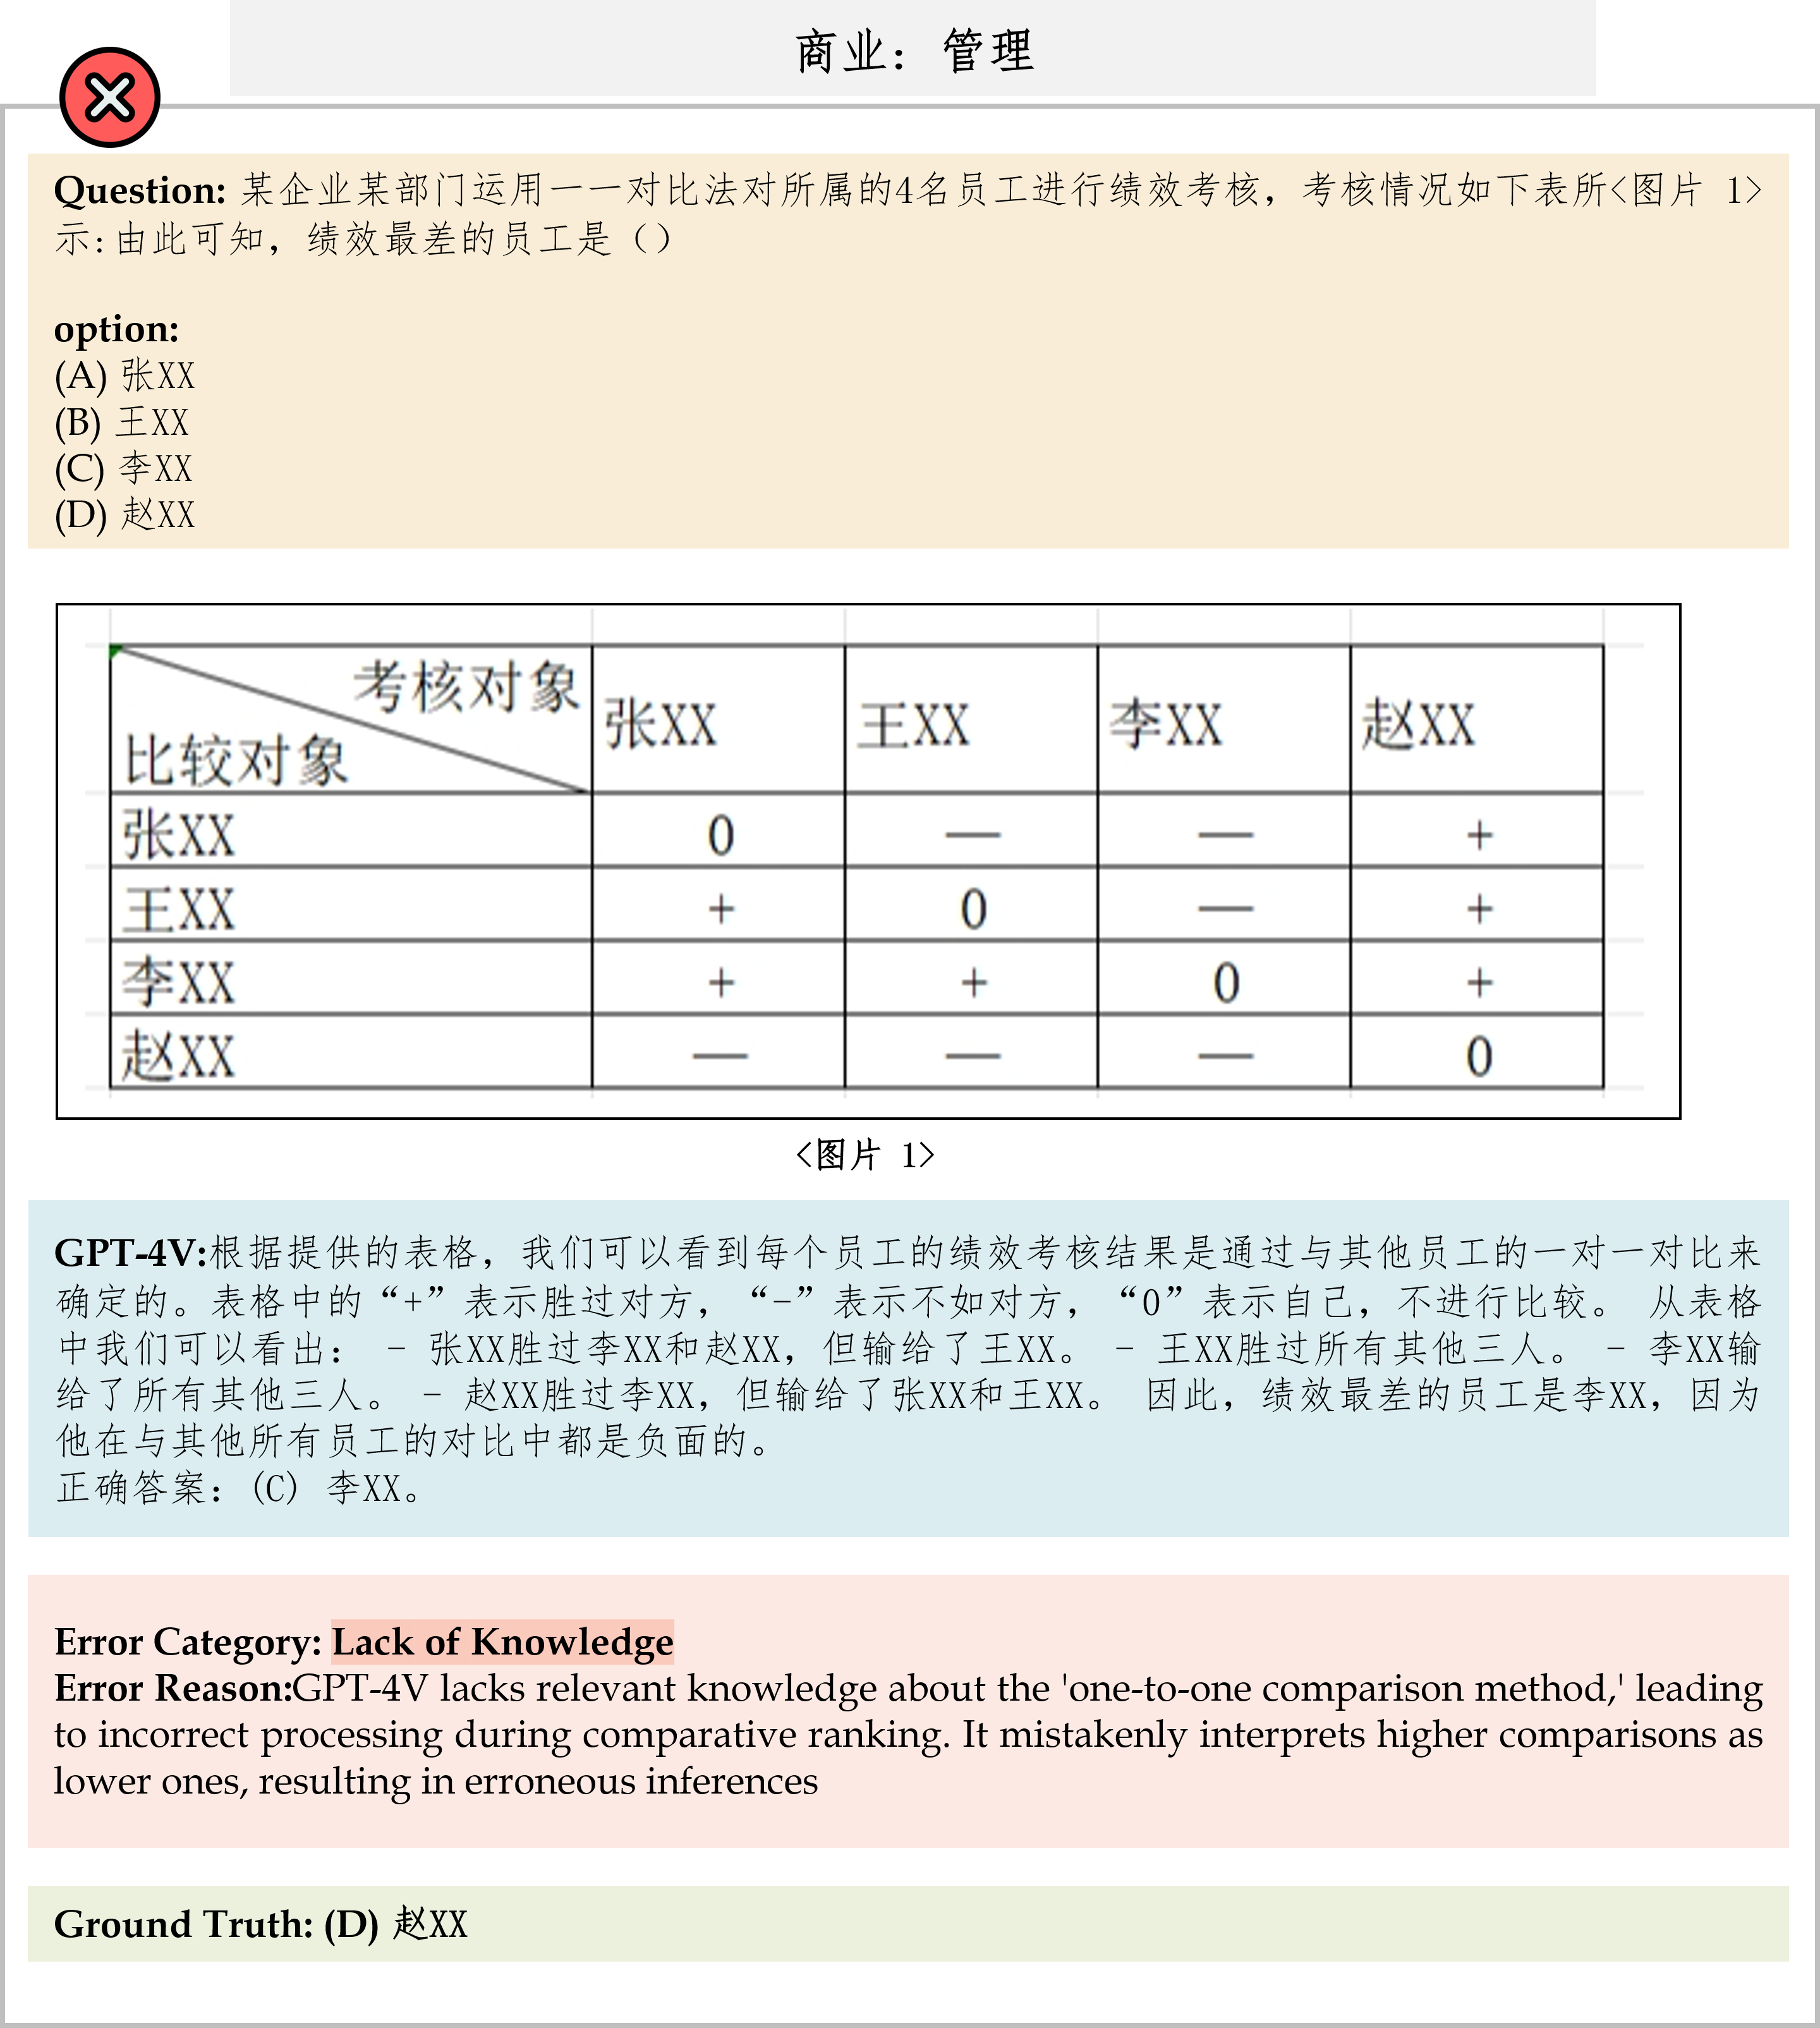 商业：管理
Question: 某企业某部门运用一一对比法对所属的4名员工进行绩效考核，考核情况如下表所<图片 1>
示:由此可知，绩效最差的员工是（）
option:
(A) 张XX
(B) 王XX
(C) 李XX
(D) 赵XX
考核对象
比较对象
张XX 王XX 李XX 赵XX
张XX 0 — — +
王XX + 0 — +
李XX + + 0 +
赵XX — — — 0
<图片 1>
GPT-4V:根据提供的表格，我们可以看到每个员工的绩效考核结果是通过与其他员工的一对一对比来
确定的。表格中的“+”表示胜过对方，“-”表示不如对方，“0”表示自己，不进行比较。 从表格
中我们可以看出： - 张XX胜过李XX和赵XX，但输给了王XX。 - 王XX胜过所有其他三人。 - 李XX输
给了所有其他三人。 - 赵XX胜过李XX，但输给了张XX和王XX。 因此，绩效最差的员工是李XX，因为
他在与其他所有员工的对比中都是负面的。
正确答案：(C) 李XX。
Error Category: Lack of Knowledge
Error Reason:GPT-4V lacks relevant knowledge about the 'one-to-one comparison method,' leading
to incorrect processing during comparative ranking. It mistakenly interprets higher comparisons as
lower ones, resulting in erroneous inferences
Ground Truth: (D) 赵XX